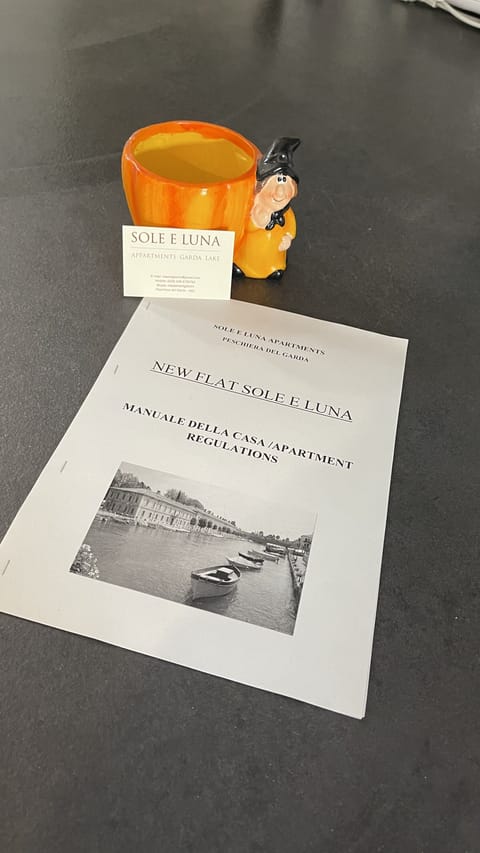 SOLE E LUNA
APPARTMENTS GARDA LAKE
SOLE E LUNA APARTMENTS
PESCHIERA DEL GARDA
NEW FLAT SOLE E LUNA
MANUALE DELLA CASA /APARTMENT
REGULATIONS